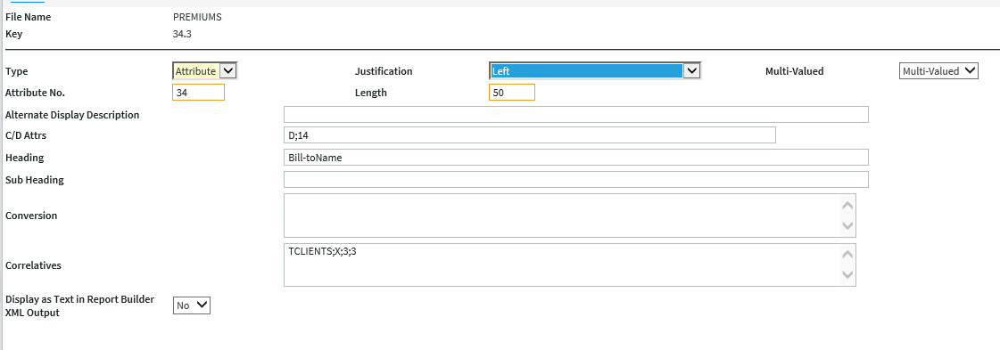 File Name PREMIUMS
Key 34.3
Type Attribute Justification Left Multi-Valued Multi-Valued
Attribute No. 34 Length 50
Alternate Display Description
C/D Attrs D;14
Heading Bill-toName
Sub Heading
Conversion
Correlatives TCLIENTS;X;3;3
Display as Text in Report Builder
XML Output No